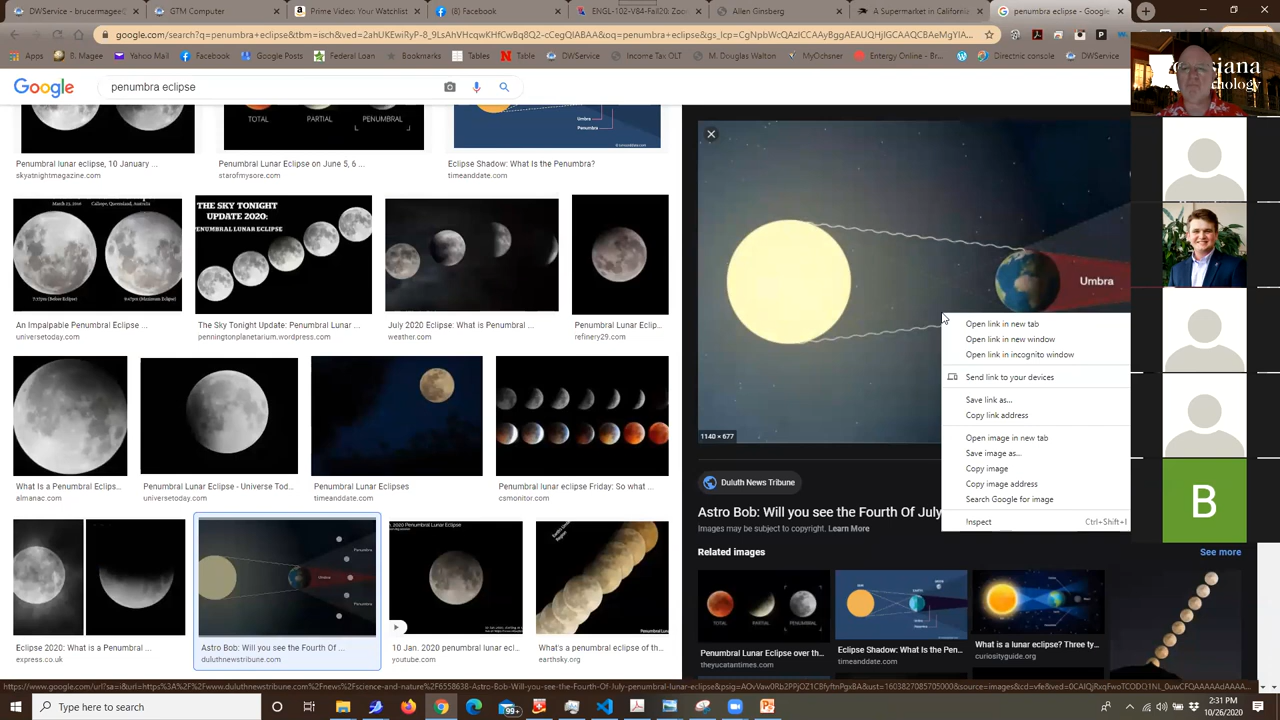 TWU Computer
GTM Computer
Prime Video: Your Watchlist
(8) Facebook
ENGL-102-V84-Fall20: Zoo
Allen Ginsberg
A Supermarket in California
penumbra eclipse - Google
Apps
B. Magee
Yahoo Mail
Facebook
Google Photos
Federal Loan
Bookmarks
Tables
DWService
Income Tax OLT
M. Douglas Walton
MyOchsner
Entergy Online - Br...
Directnic console
DWService
Google
penumbra eclipse
TOTAL
PARTIAL
PENUMBRAL
Umbra
Penumbra
Penumbral lunar eclipse, 10 January ...
skyatnightmagazine.com
Penumbral Lunar Eclipse on June 5, 6 ...
starofmysore.com
Eclipse Shadow: What Is the Penumbra?
timeanddate.com
THE SKY TONIGHT
UPDATE 2020:
PENUMBRAL LUNAR ECLIPSE
An Impalpable Penumbral Eclipse ...
universetoday.com
The Sky Tonight Update: Penumbral Lunar ...
penningtonplanetarium.wordpress.com
July 2020 Eclipse: What is Penumbral ...
weather.com
Penumbral Lunar Eclip...
refinery29.com
What Is a Penumbral Eclips...
almanac.com
Penumbral Lunar Eclipse - Universe Tod...
universetoday.com
Penumbral Lunar Eclipses
timeanddate.com
Penumbral lunar eclipse Friday: So what ...
csmonitor.com
2020 Penumbral Lunar Eclipse
Eclipse 2020: What is a Penumbral ...
express.co.uk
Astro Bob: Will you see the Fourth Of ...
duluthnewstribune.com
10 Jan. 2020 penumbral lunar ecl...
youtube.com
What's a penumbral eclipse of th...
earthsky.org
Umbra
1140 × 677
Duluth News Tribune
Astro Bob: Will you see the Fourth Of July
Images may be subject to copyright. Learn More
Related images
See more
TOTAL
PARTIAL
PENUMBRAL
Penumbral Lunar Eclipse over th...
theyucatantimes.com
Eclipse Shadow: What Is the Pen...
timeanddate.com
What is a lunar eclipse? Three ty...
curiosityguide.org
Open link in new tab
Open link in new window
Open link in incognito window
Send link to your devices
Save link as...
Copy link address
Open image in new tab
Save image as...
Copy image
Copy image address
Search Google for image
Inspect
Ctrl+Shift+I
B
Type here to search
99+
2:31 PM
10/26/2020